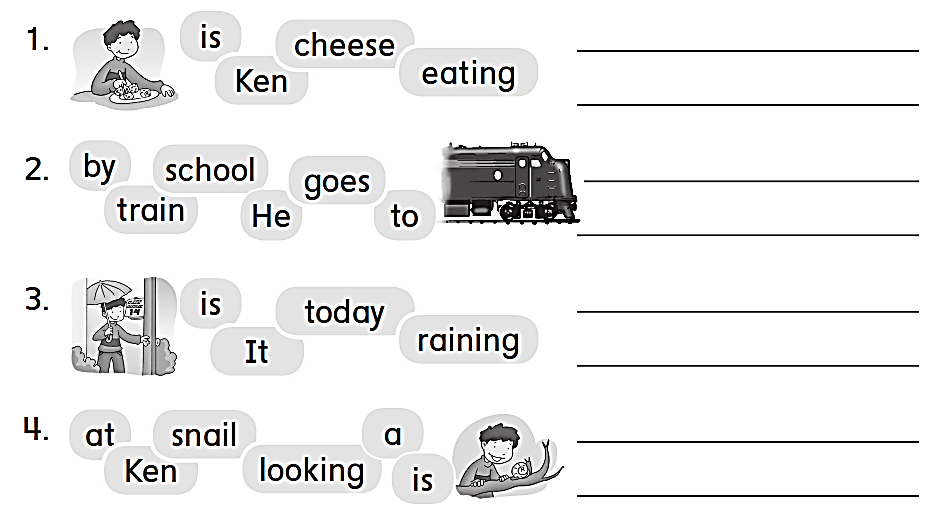 1. is cheese
Ken eating
2. by school goes
train He to
3. is today
It raining
4. at snail a
Ken looking is